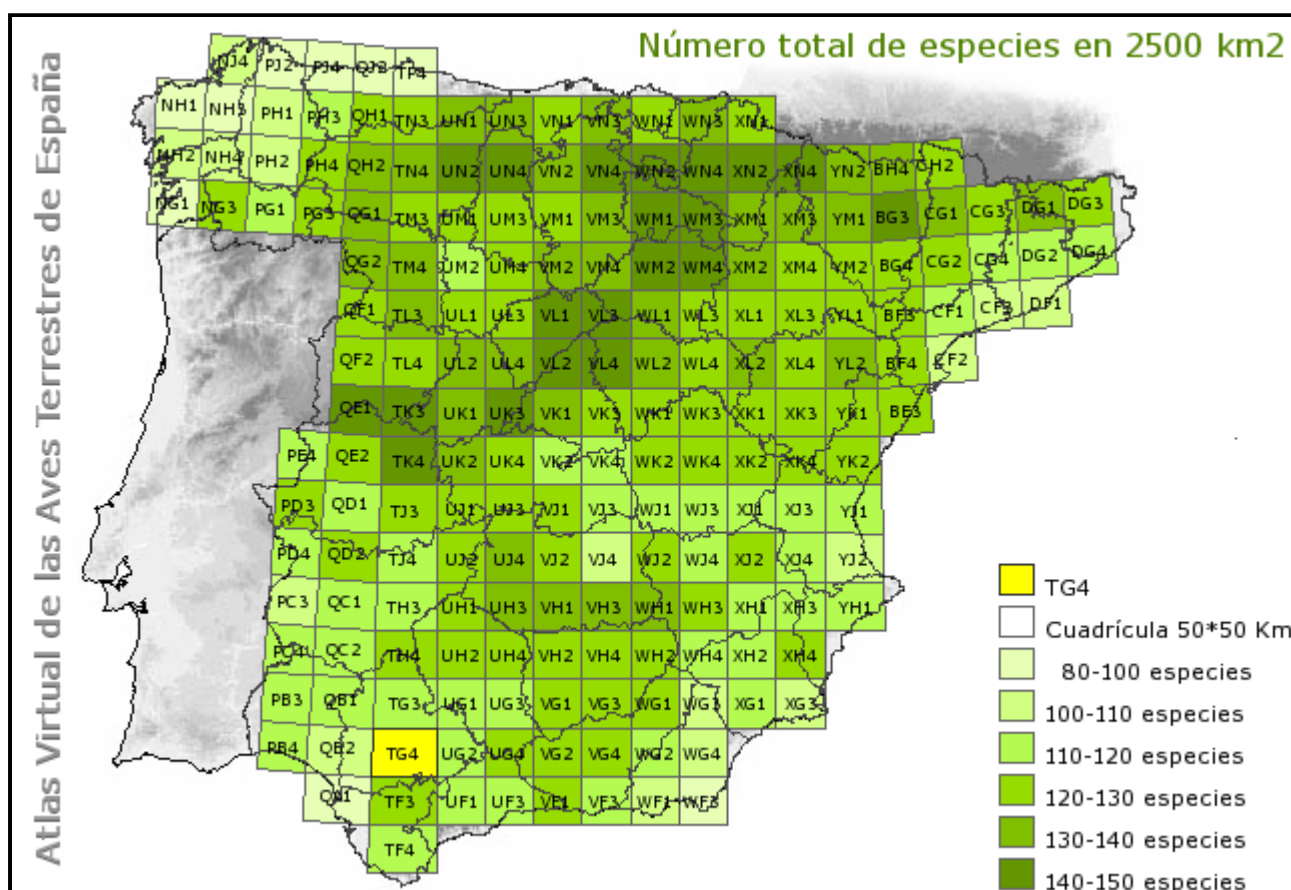 Número total de especies en 2500 km2
Atlas Virtual de las Aves Terrestres de España
NJ4 PJ2 PJ4 QJ2 TP4
NH1 NH3 PH1 PH3 QH1 TN3 UN1 UN3 VN1 VN3 WN1 WN3 XN1
NH2 NH4 PH2 PH4 QH2 TN4 UN2 UN4 VN2 VN4 WN2 WN4 XN2 XN4 YN2 BH4 CH2
NG1 NG3 PG1 PG3 QG1 TM3 UM1 UM3 VM1 VM3 WM1 WM3 XM1 XM3 YM1 BG3 CG1 CG3 DG1 DG3
QG2 TM4 UM2 UM4 VM2 VN4 WM2 WM4 XM2 XM4 YM2 BG4 CG2 CG4 DG2 DG4
QF1 TL3 UL1 UL3 VL1 VL3 WL1 WL3 XL1 XL3 YL1 BF3 CF1 CF3 DF1
QF2 TL4 UL2 UL4 VL2 VL4 WL2 WL4 XL2 XL4 YL2 BF4 CF2
QE1 TK3 UK1 UK3 VK1 VK3 WK1 WK3 XK1 XK3 YK1 BE3
PE4 QE2 TK4 UK2 UK4 VK2 VK4 WK2 WK4 XK2 XK4 YK2
PD3 QD1 TJ3 UJ1 UJ3 VJ1 VJ3 WJ1 WJ3 XJ1 XJ3 YJ1
PD4 QD2 TJ4 UJ2 UJ4 VJ2 VJ4 WJ2 WJ4 XJ2 XJ4 YJ2
PC3 QC1 TH3 UH1 UH3 VH1 VH3 WH1 WH3 XH1 XH3 YH1
PC4 QC2 TH4 UH2 UH4 VH2 VH4 WH2 WH4 XH2 XH4
PB3 QB1 TG3 UG1 UG3 VG1 VG3 WG1 WG3 XG1 XG3
PB4 QB2 TG4 UG2 UG4 VG2 VG4 WG2 WG4
QA1 TF3 UF1 UF3 VF1 VF3 WF1 WF3
TF4
TG4
Cuadrícula 50*50 Km
80-100 especies
100-110 especies
110-120 especies
120-130 especies
130-140 especies
140-150 especies